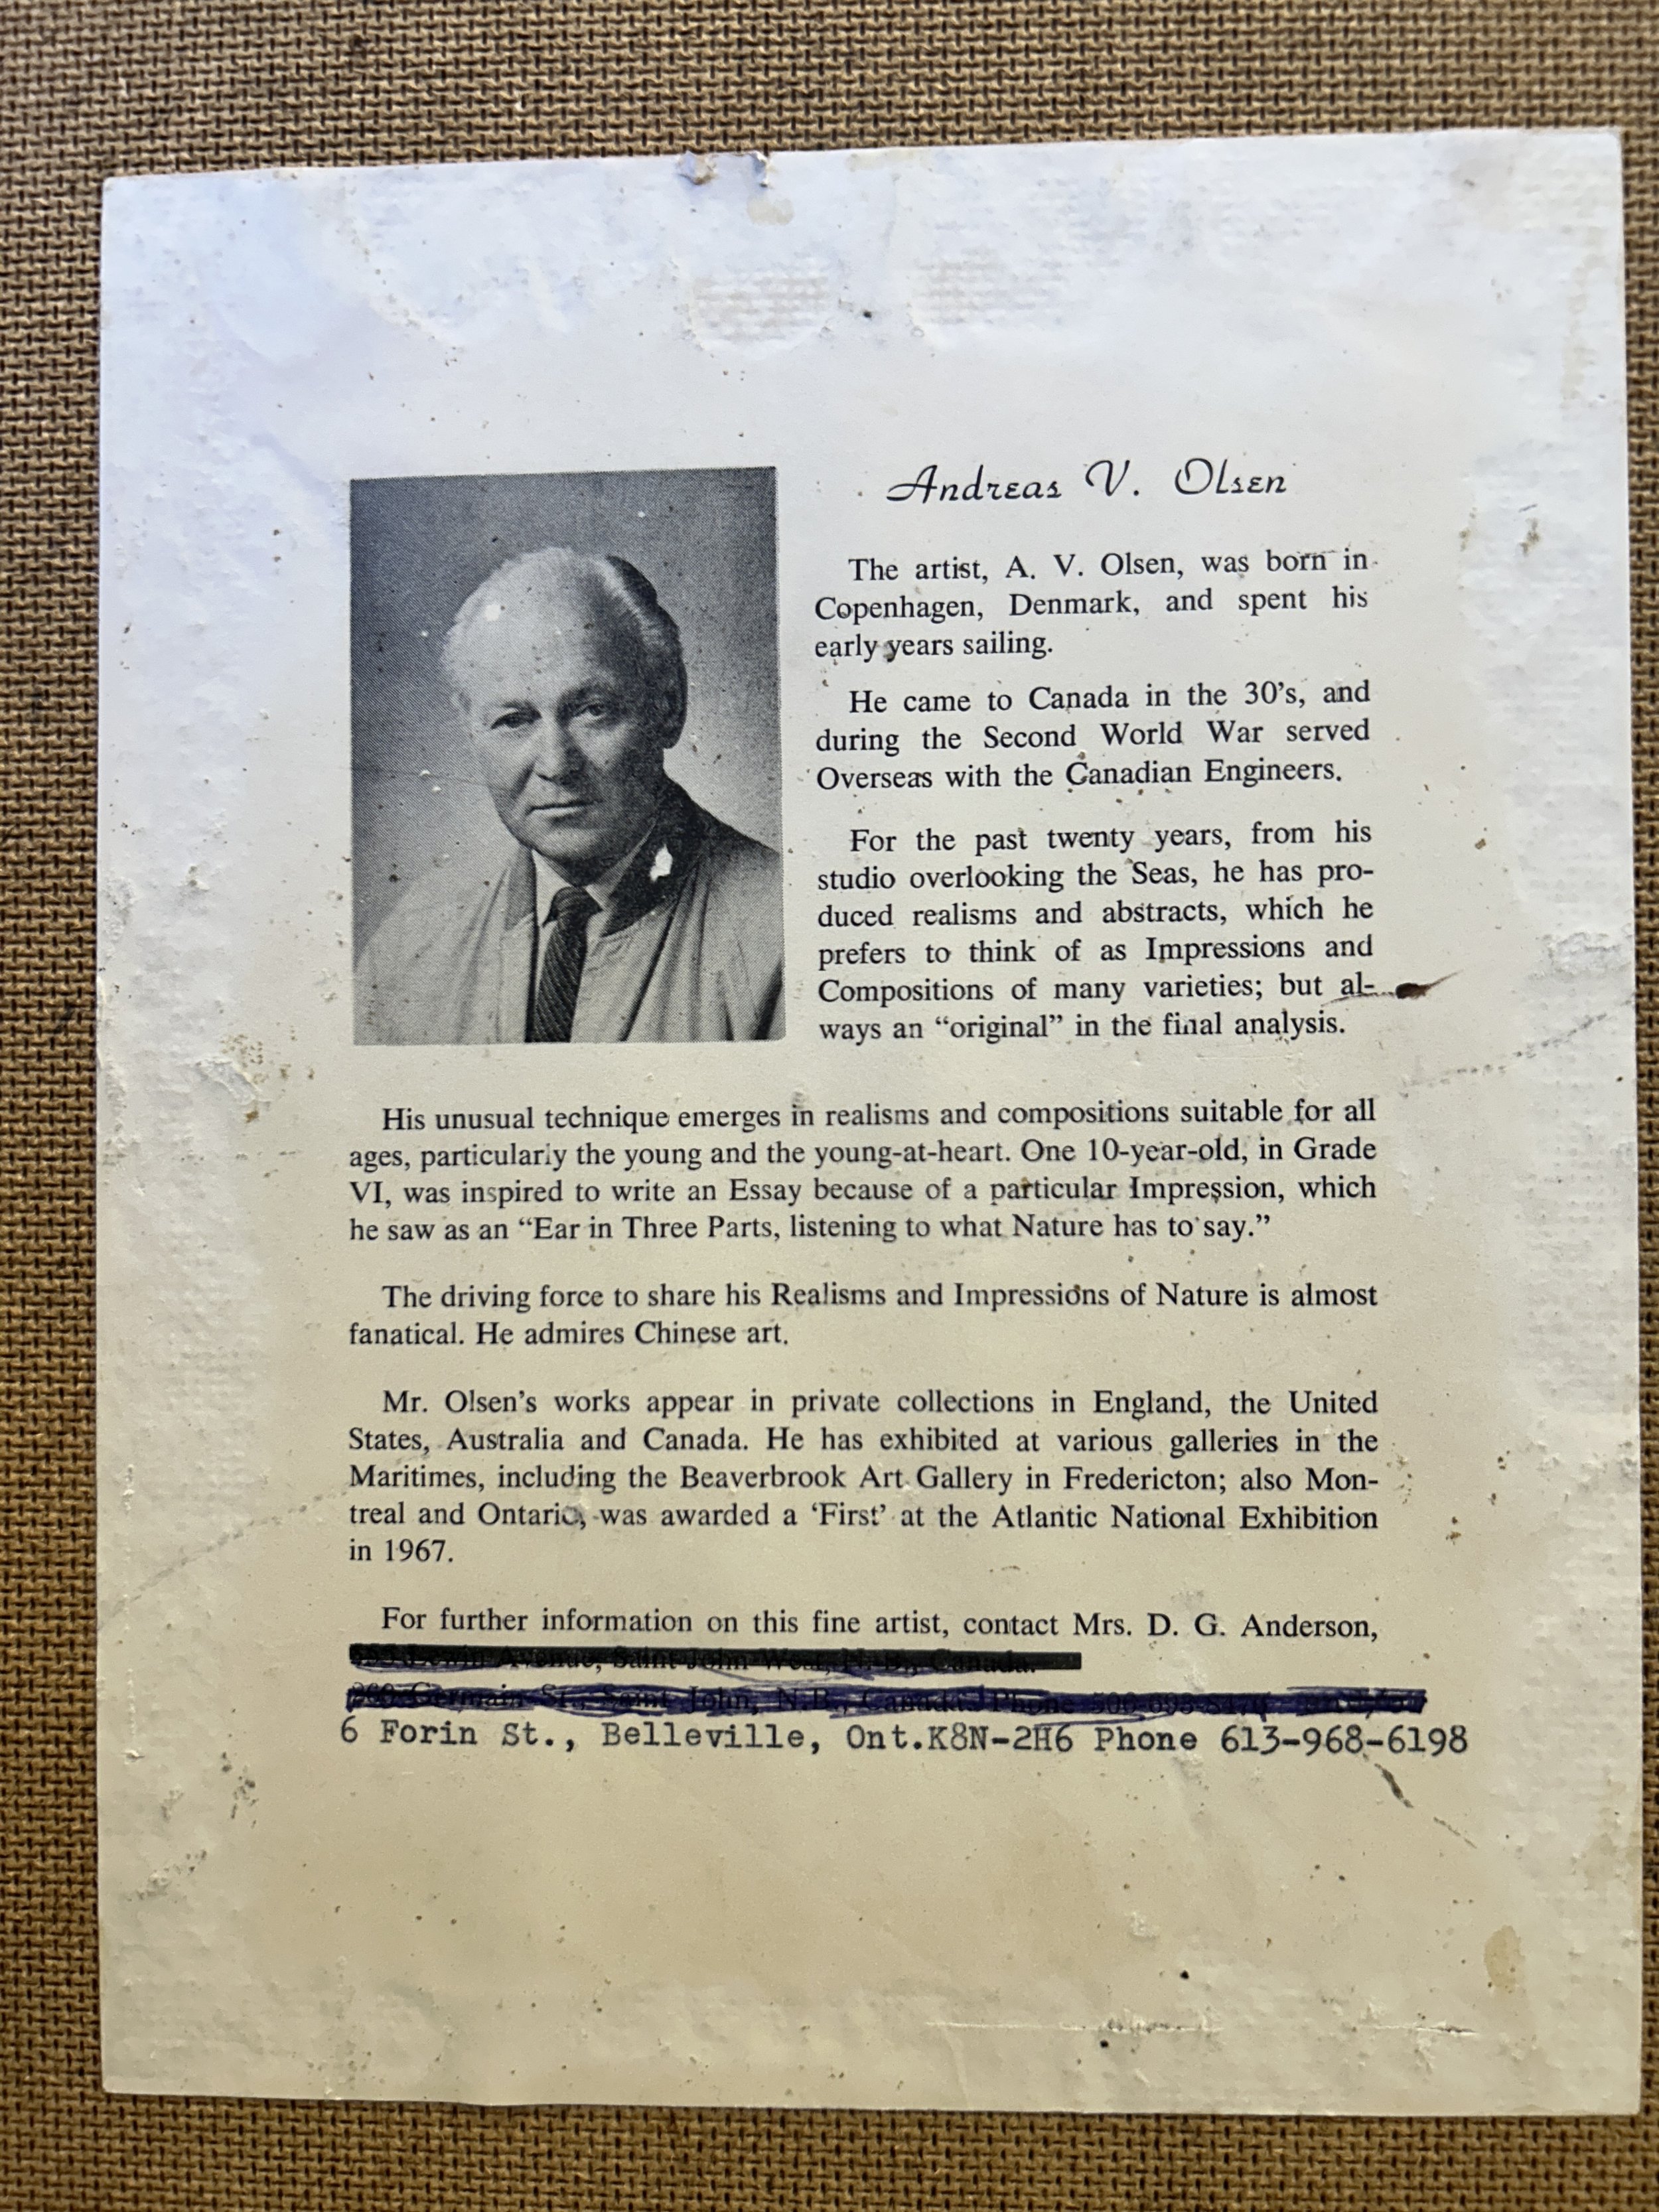 Andreas V. Olsen
The artist, A. V. Olsen, was born in
Copenhagen, Denmark, and spent his
early years sailing.
He came to Canada in the 30's, and
during the Second World War served
Overseas with the Canadian Engineers.
For the past twenty years, from his
studio overlooking the Seas, he has pro-
duced realisms and abstracts, which he
prefers to think of as Impressions and
Compositions of many varieties; but al-
ways an “original” in the final analysis.
His unusual technique emerges in realisms and compositions suitable for all
ages, particularly the young and the young-at-heart. One 10-year-old, in Grade
VI, was inspired to write an Essay because of a particular Impression, which
he saw as an “Ear in Three Parts, listening to what Nature has to say.”
The driving force to share his Realisms and Impressions of Nature is almost
fanatical. He admires Chinese art.
Mr. Olsen's works appear in private collections in England, the United
States, Australia and Canada. He has exhibited at various galleries in the
Maritimes, including the Beaverbrook Art Gallery in Fredericton; also Mon-
treal and Ontario, was awarded a ‘First’ at the Atlantic National Exhibition
in 1967.
For further information on this fine artist, contact Mrs. D. G. Anderson,
Avenue, Saint John West, N. B., Canada.
Germain St., Saint John, N.B., Canada Phone
6 Forin St., Belleville, Ont.K8N-2H6 Phone 613-968-6198